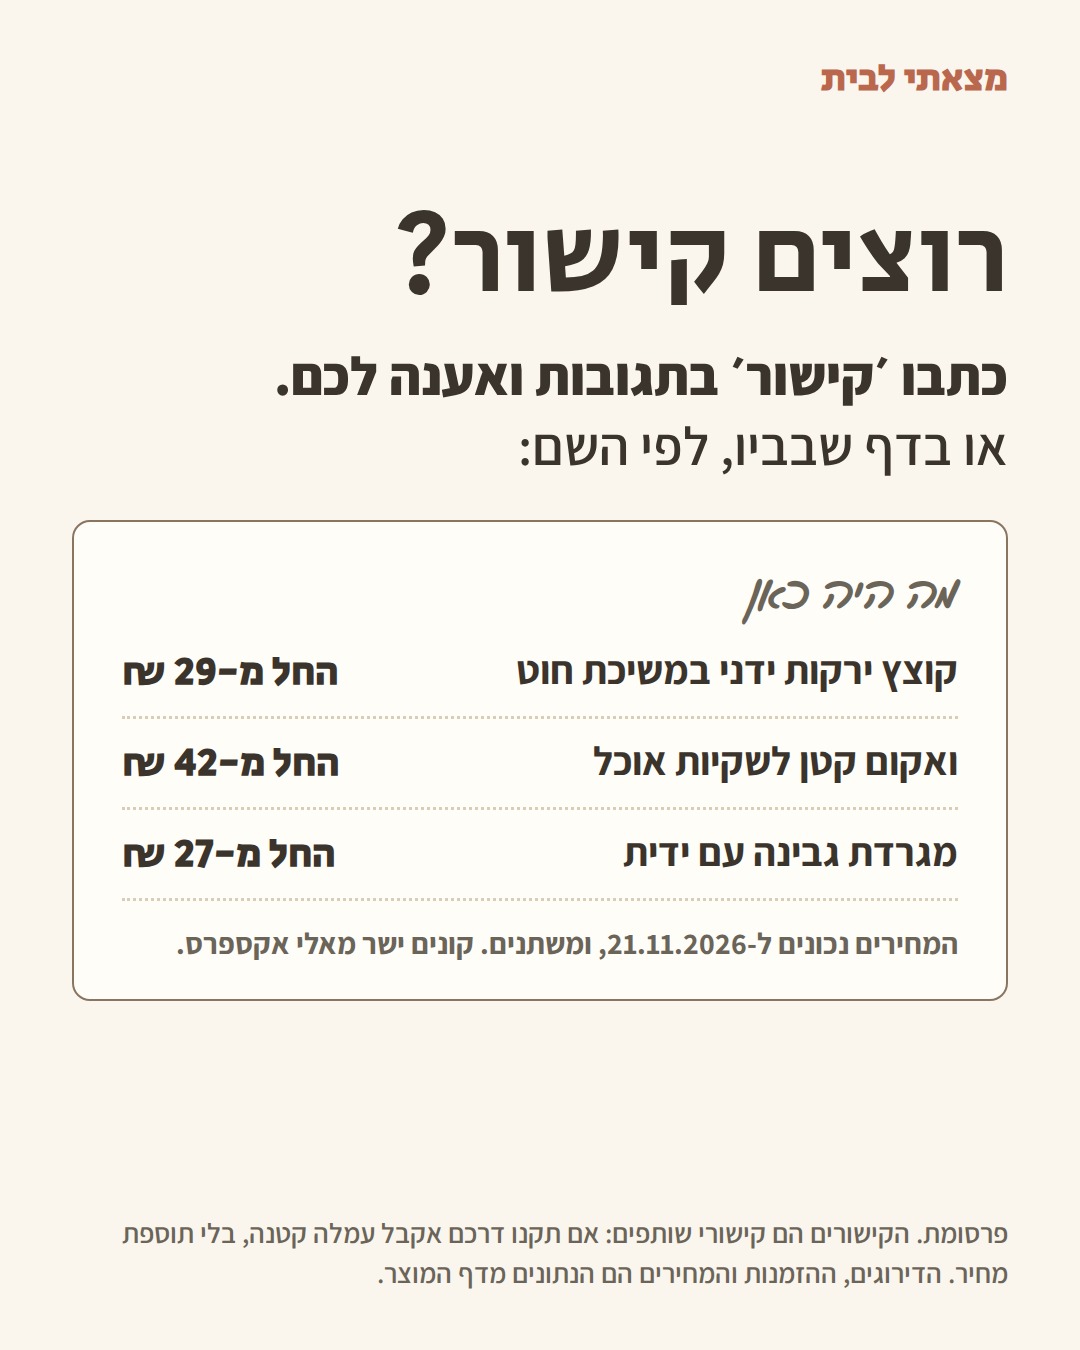 מצאתי לבית
רוצים קישור?
כתבו ׳קישור׳ בתגובות ואענה לכם.
או בדף שבביו, לפי השם:
מה היה כאן
קוצץ ירקות ידני במשיכת חוט החל מ־29 ₪
ואקום קטן לשקיות אוכל החל מ־42 ₪
מגרדת גבינה עם ידית החל מ־27 ₪
המחירים נכונים ל-21.11.2026, ומשתנים. קונים ישר מאלי אקספרס.
פרסומת. הקישורים הם קישורי שותפים: אם תקנו דרכם אקבל עמלה קטנה, בלי תוספת
מחיר. הדירוגים, ההזמנות והמחירים הם הנתונים מדף המוצר.